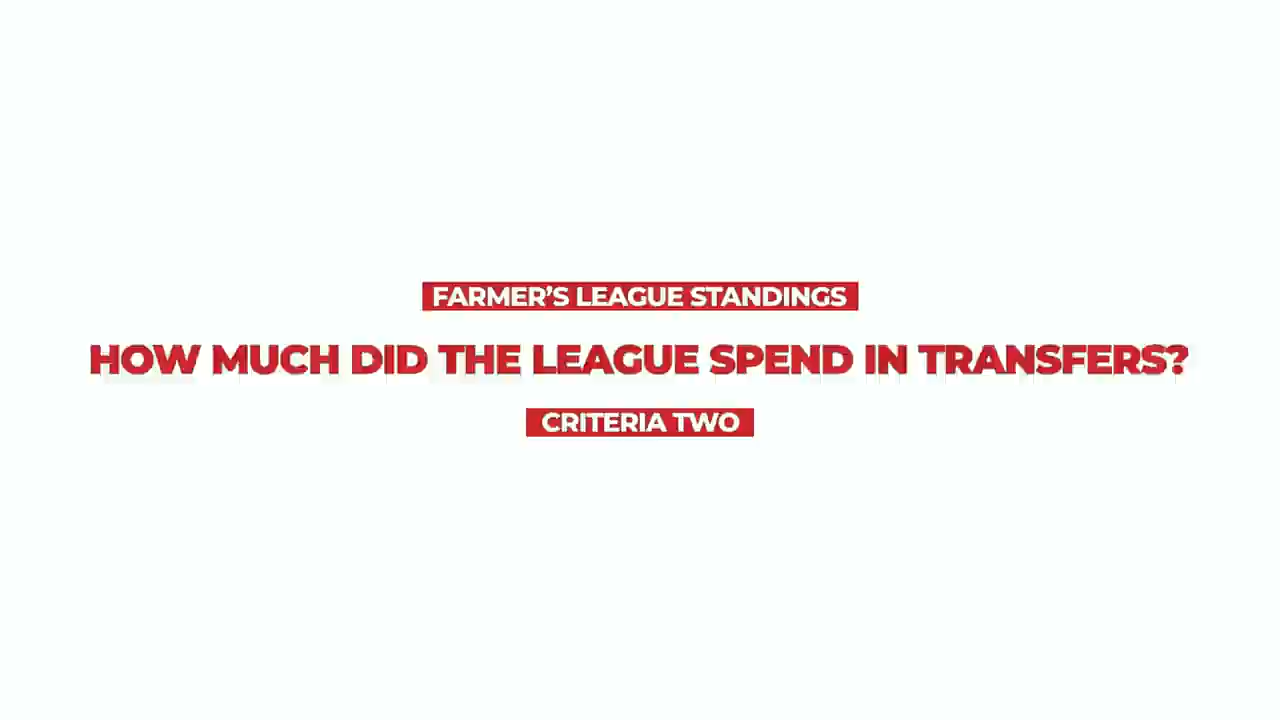 FARMER’S LEAGUE STANDINGS
HOW MUCH DID THE LEAGUE SPEND IN TRANSFERS?
CRITERIA TWO